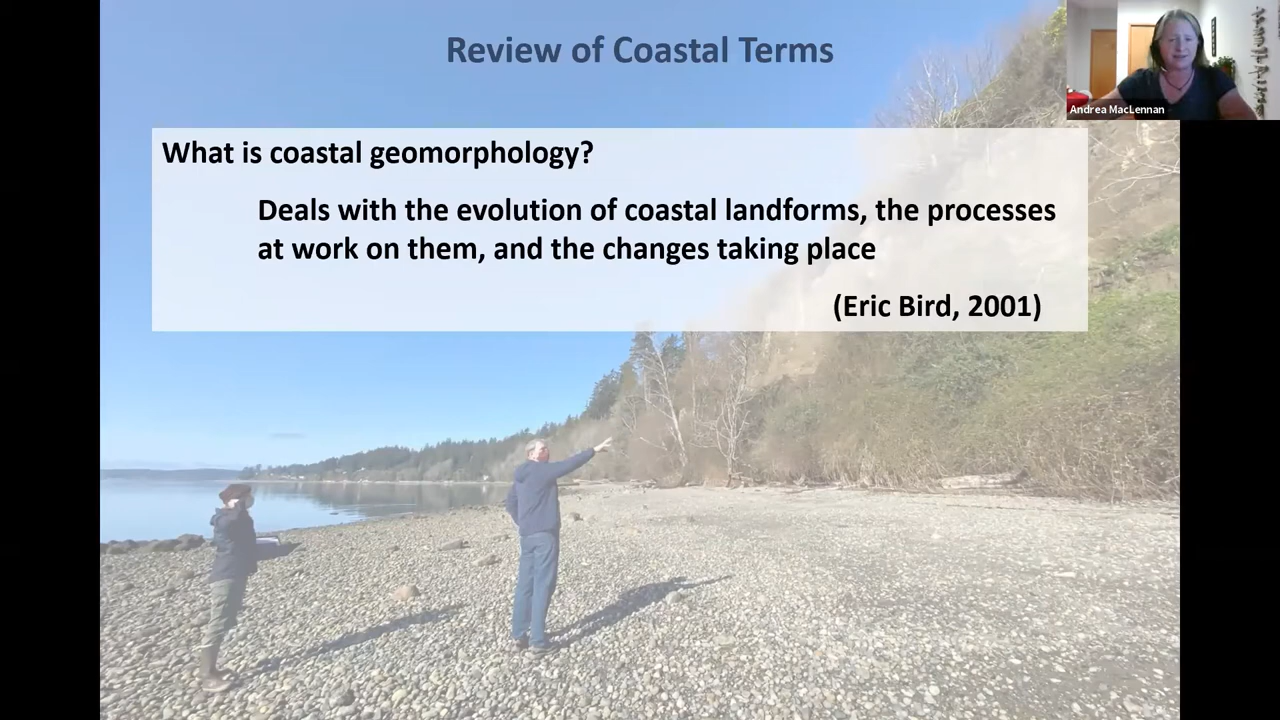 Review of Coastal Terms
Andrea MacLennan
What is coastal geomorphology?
Deals with the evolution of coastal landforms, the processes
at work on them, and the changes taking place
(Eric Bird, 2001)